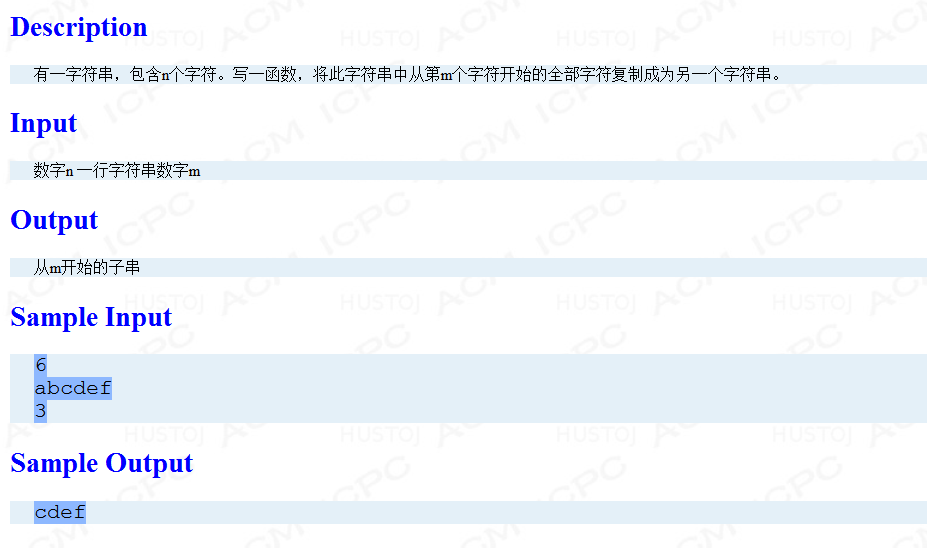 Description
有一字符串，包含n个字符。写一函数，将此字符串中从第m个字符开始的全部字符复制成为另一个字符串。
Input
数字n 一行字符串数字m
Output
从m开始的子串
Sample Input
6
abcdef
3
Sample Output
cdef